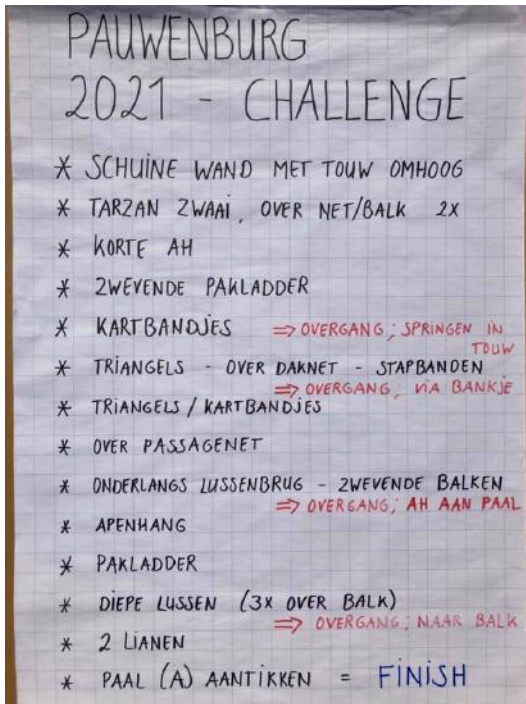 PAUWENBURG
2021 - CHALLENGE
* SCHUINE WAND MET TOUW OMHOOG
* TARZAN ZWAAI, OVER NET/BALK 2X
* KORTE AH
* ZWEVENDE PAKLADDER
* KARTBANDJES ⇒ OVERGANG; SPRINGEN IN
TOUW
* TRIANGELS - OVER DAKNET - STAPBANDEN
⇒ OVERGANG, VIA BANKJE
* TRIANGELS / KARTBANDJES
* OVER PASSAGENET
* ONDERLANGS LUSSENBRUG - ZWEVENDE BALKEN
⇒ OVERGANG; AH AAN PAAL
* APENHANG
* PAKLADDER
* DIEPE LUSSEN (3X OVER BALK)
⇒ OVERGANG; NAAR BALK
* 2 LIANEN
* PAAL (A) AANTIKKEN = FINISH